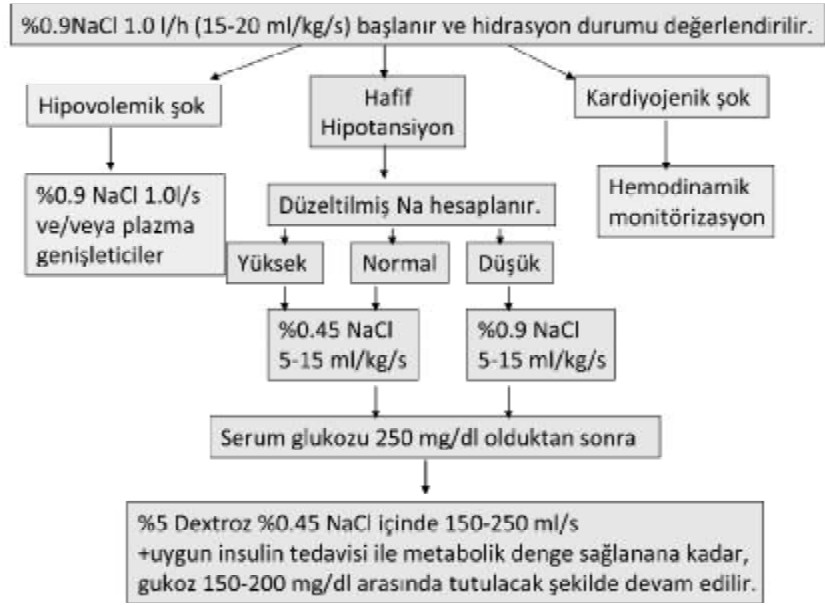 %0.9NaCl 1.0 l/h (15-20 ml/kg/s) başlanır ve hidrasyon durumu değerlendirilir.
Hipovolemik şok
Hafif
Hipotansiyon
Kardiyojenik şok
%0.9 NaCl 1.0l/s
ve/veya plazma
genişleticiler
Düzeltilmiş Na hesaplanır.
Hemodinamik
monitörizasyon
Yüksek
Normal
Düşük
%0.45 NaCl
5-15 ml/kg/s
%0.9 NaCl
5-15 ml/kg/s
Serum glukozu 250 mg/dl olduktan sonra
%5 Dextroz %0.45 NaCl içinde 150-250 ml/s
+uygun insulin tedavisi ile metabolik denge sağlanana kadar,
gukoz 150-200 mg/dl arasında tutulacak şekilde devam edilir.